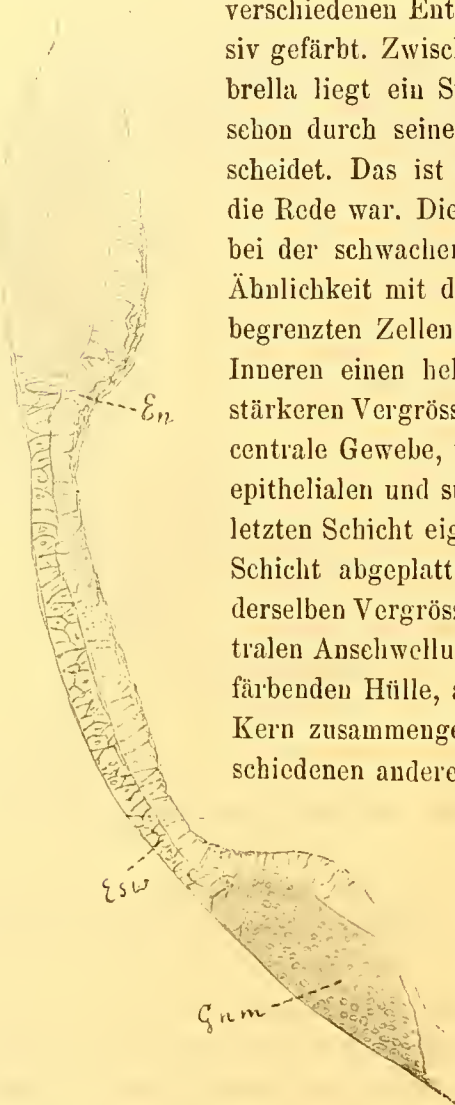 verschiedenen Ent
siv gefärbt. Zwisc
brella liegt ein S
schon durch seine
scheidet. Das ist
die Rede war. Die
bei der schwachen
Ähnlichkeit mit d
begrenzten Zellen
Inneren einen hel
stärkeren Vergröss
centrale Gewebe,
epithelialen und s
letzten Schicht eig
Schicht abgeplatt
derselben Vergröss
tralen Anschwellu
färbenden Hülle, a
Kern zusammenge
schiedenen andere
En
Esw
Gnm